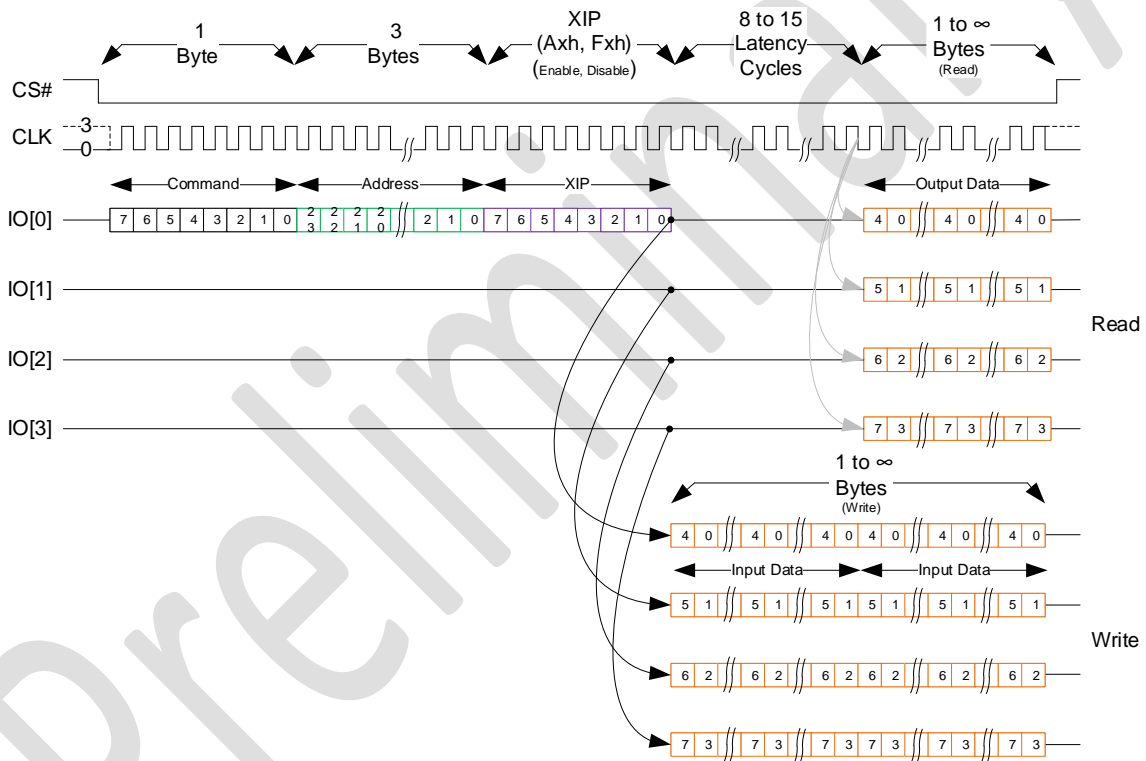 1
Byte
3
Bytes
XIP
(Axh, Fxh)
(Enable, Disable)
8 to 15
Latency
Cycles
1 to ∞
Bytes
(Read)
CS#
CLK
3
0
Command
Address
XIP
Output Data
IO[0]
7 6 5 4 3 2 1 0 23 22 21 20 2 1 0 7 6 5 4 3 2 1 0
4 0 4 0 4 0
IO[1]
5 1 5 1 5 1
Read
IO[2]
6 2 6 2 6 2
IO[3]
7 3 7 3 7 3
1 to ∞
Bytes
(Write)
4 0 4 0 4 0 4 0 4 0 4 0
Input Data
Input Data
5 1 5 1 5 1 5 1 5 1 5 1
Write
6 2 6 2 6 2 6 2 6 2 6 2
7 3 7 3 7 3 7 3 7 3 7 3
Preliminary